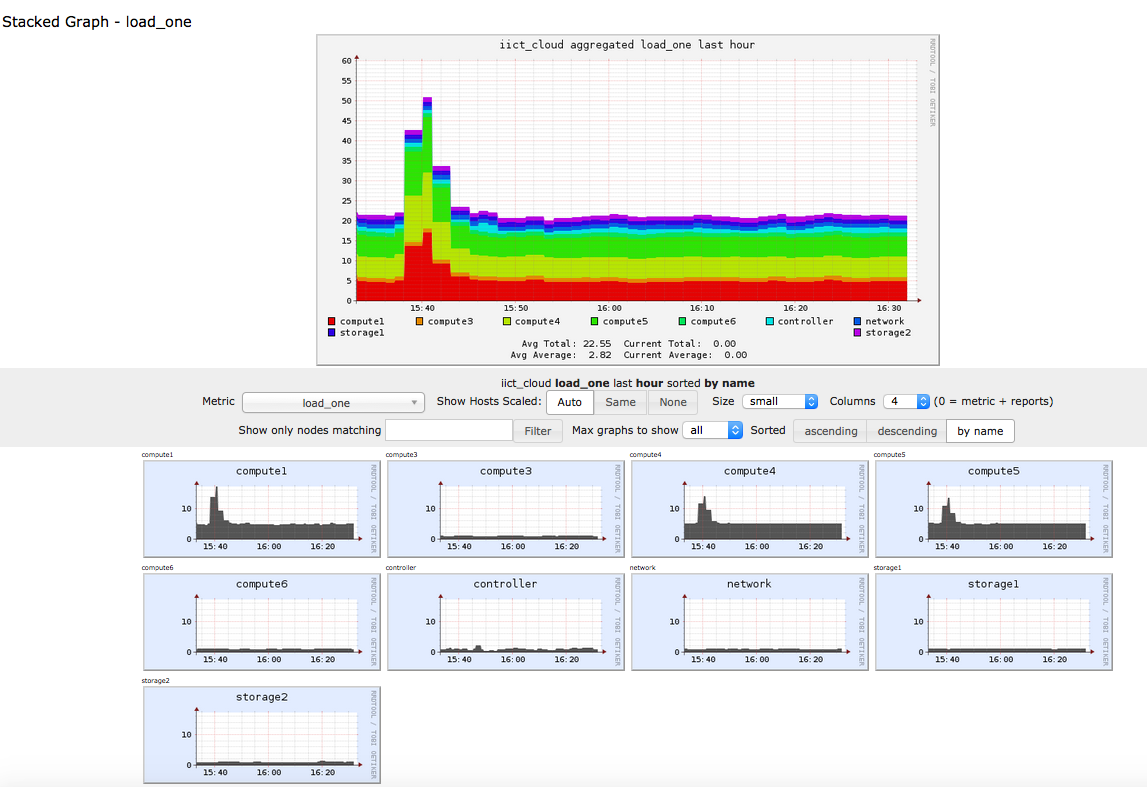 Stacked Graph - load_one
iict_cloud aggregated load_one last hour
RRDTOOL / TOBI OETIKER
60
55
50
45
40
35
30
25
20
15
10
5
0
15:40 15:50 16:00 16:10 16:20 16:30
compute1 compute3 compute4 compute5 compute6 controller network
storage1 storage2
Avg Total: 22.55 Current Total: 0.00
Avg Average: 2.82 Current Average: 0.00
iict_cloud load_one last hour sorted by name
Metric load_one Show Hosts Scaled: Auto Same None Size small Columns 4 (0 = metric + reports)
Show only nodes matching Filter Max graphs to show all Sorted ascending descending by name
compute1 compute3 compute4 compute5
compute1
RRDTOOL / TOBI OETIKER
10
0
15:40 16:00 16:20
compute3
RRDTOOL / TOBI OETIKER
10
0
15:40 16:00 16:20
compute4
RRDTOOL / TOBI OETIKER
10
0
15:40 16:00 16:20
compute5
RRDTOOL / TOBI OETIKER
10
0
15:40 16:00 16:20
compute6 controller network storage1
compute6
RRDTOOL / TOBI OETIKER
10
0
15:40 16:00 16:20
controller
RRDTOOL / TOBI OETIKER
10
0
15:40 16:00 16:20
network
RRDTOOL / TOBI OETIKER
10
0
15:40 16:00 16:20
storage1
RRDTOOL / TOBI OETIKER
10
0
15:40 16:00 16:20
storage2
storage2
RRDTOOL / TOBI OETIKER
10
0
15:40 16:00 16:20